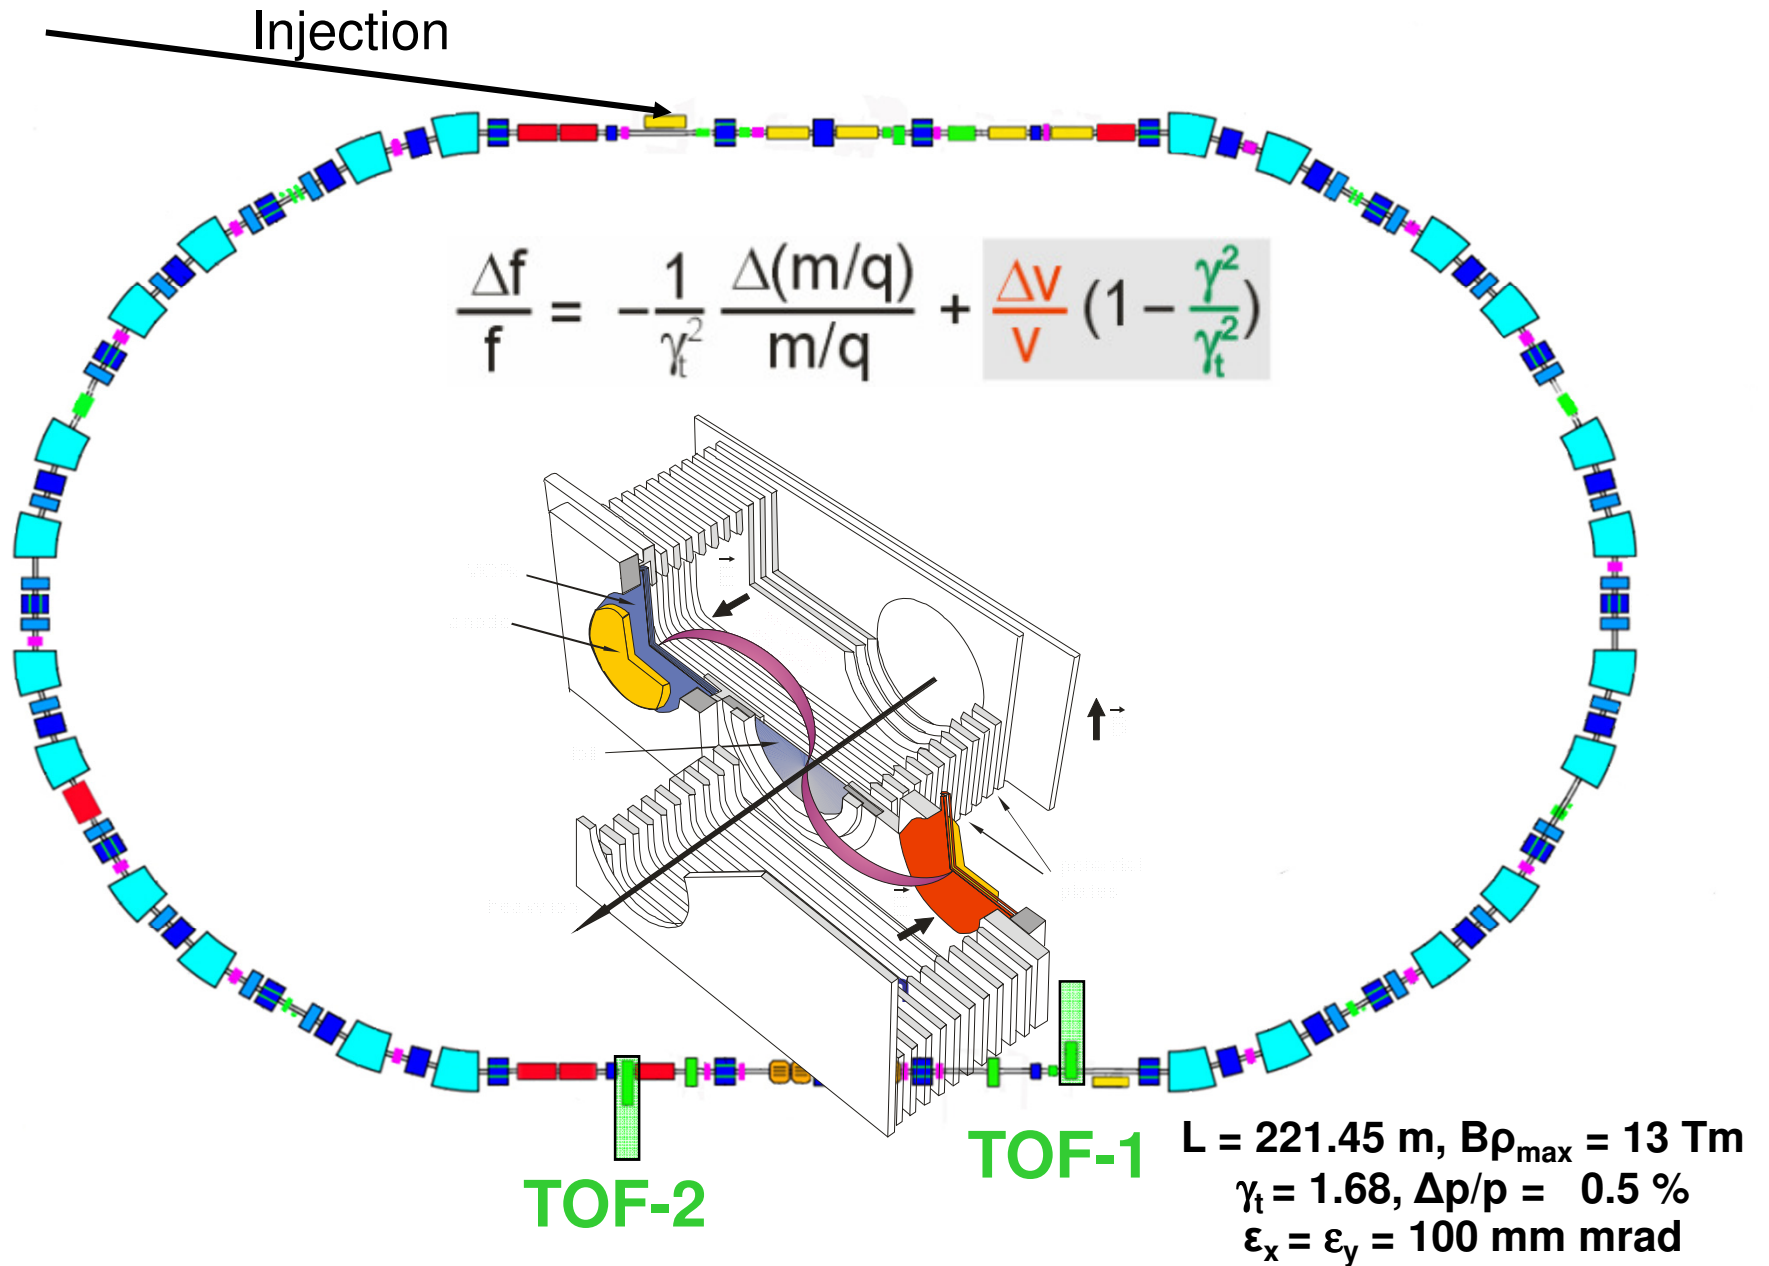 Injection
Δf/f = −1/γt² Δ(m/q)/(m/q) + Δv/v (1 − γ²/γt²)
TOF-2
TOF-1
L = 221.45 m, Bρmax = 13 Tm
γt = 1.68, Δp/p = 0.5 %
εx = εy = 100 mm mrad